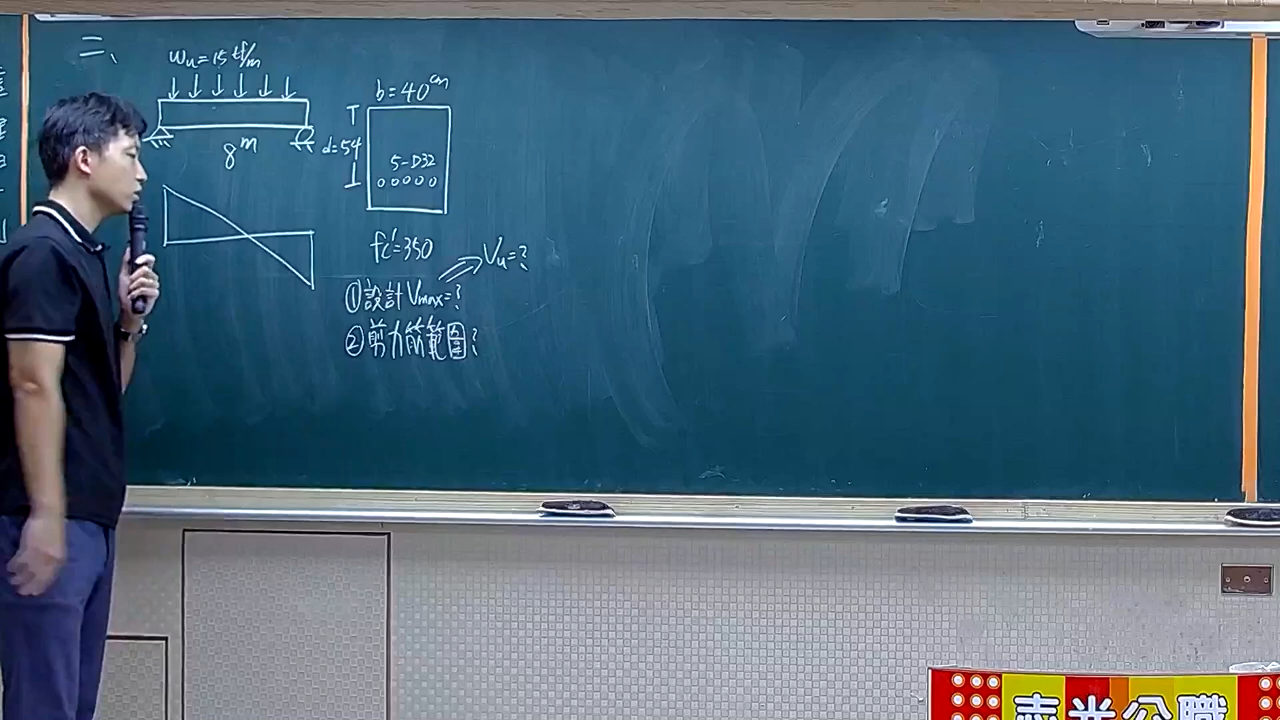 二、
Wu=15 tf/m
8m
b=40cm
d=54
5-D32
fc'=350
①設計Vmax=? Vu=?
②剪力筋範圍?
志光公職